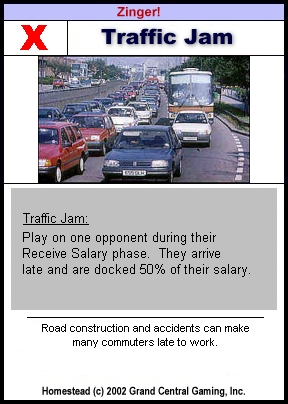 Zinger!
X
Traffic Jam
Traffic Jam:
Play on one opponent during their
Receive Salary phase.  They arrive
late and are docked 50% of their salary.
Road construction and accidents can make
many commuters late to work.
Homestead (c) 2002 Grand Central Gaming, Inc.